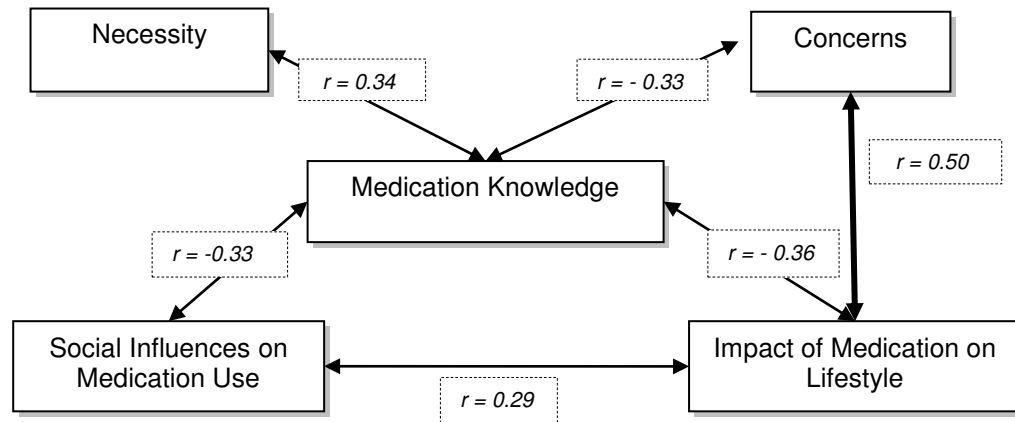 Necessity
Concerns
r = 0.34
r = - 0.33
r = 0.50
Medication Knowledge
r = -0.33
r = - 0.36
Social Influences on
Medication Use
Impact of Medication on
Lifestyle
r = 0.29